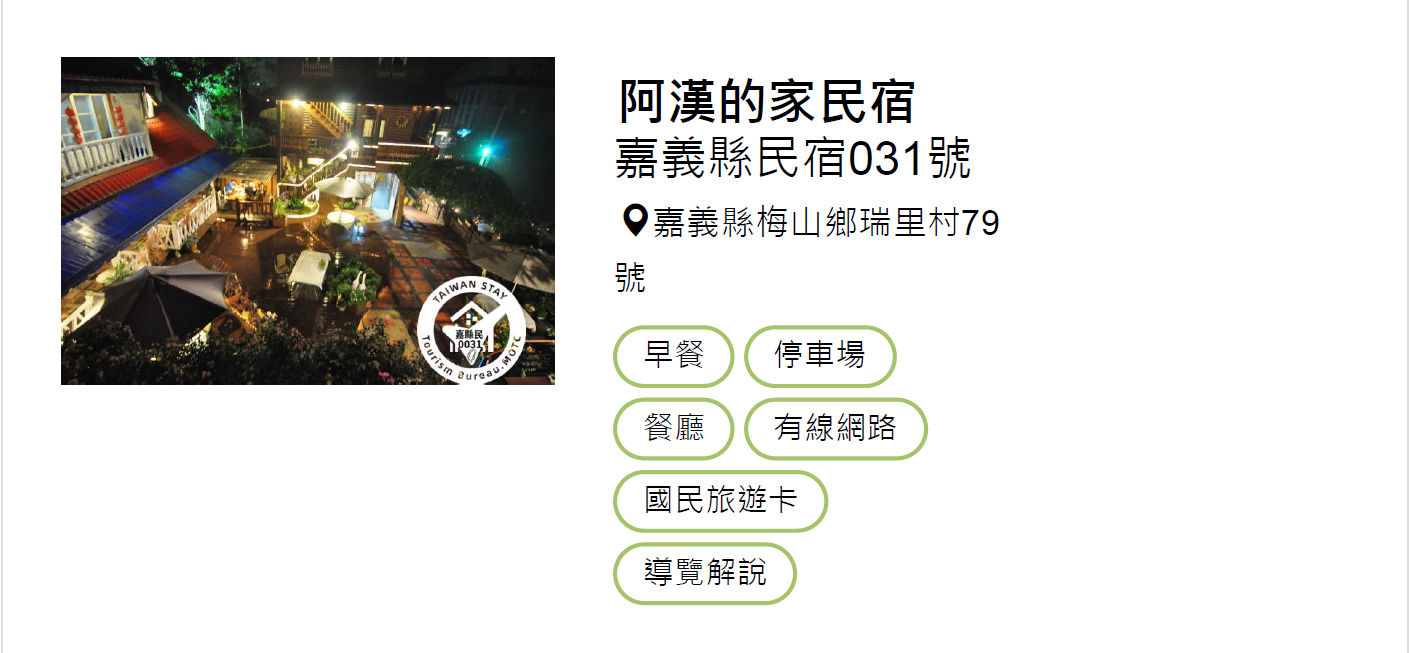 阿漢的家民宿
嘉義縣民宿031號
嘉義縣梅山鄉瑞里村79
號
早餐
停車場
餐廳
有線網路
國民旅遊卡
導覽解說
TAIWAN STAY
嘉縣民
0031
Tourism Bureau.MOTC